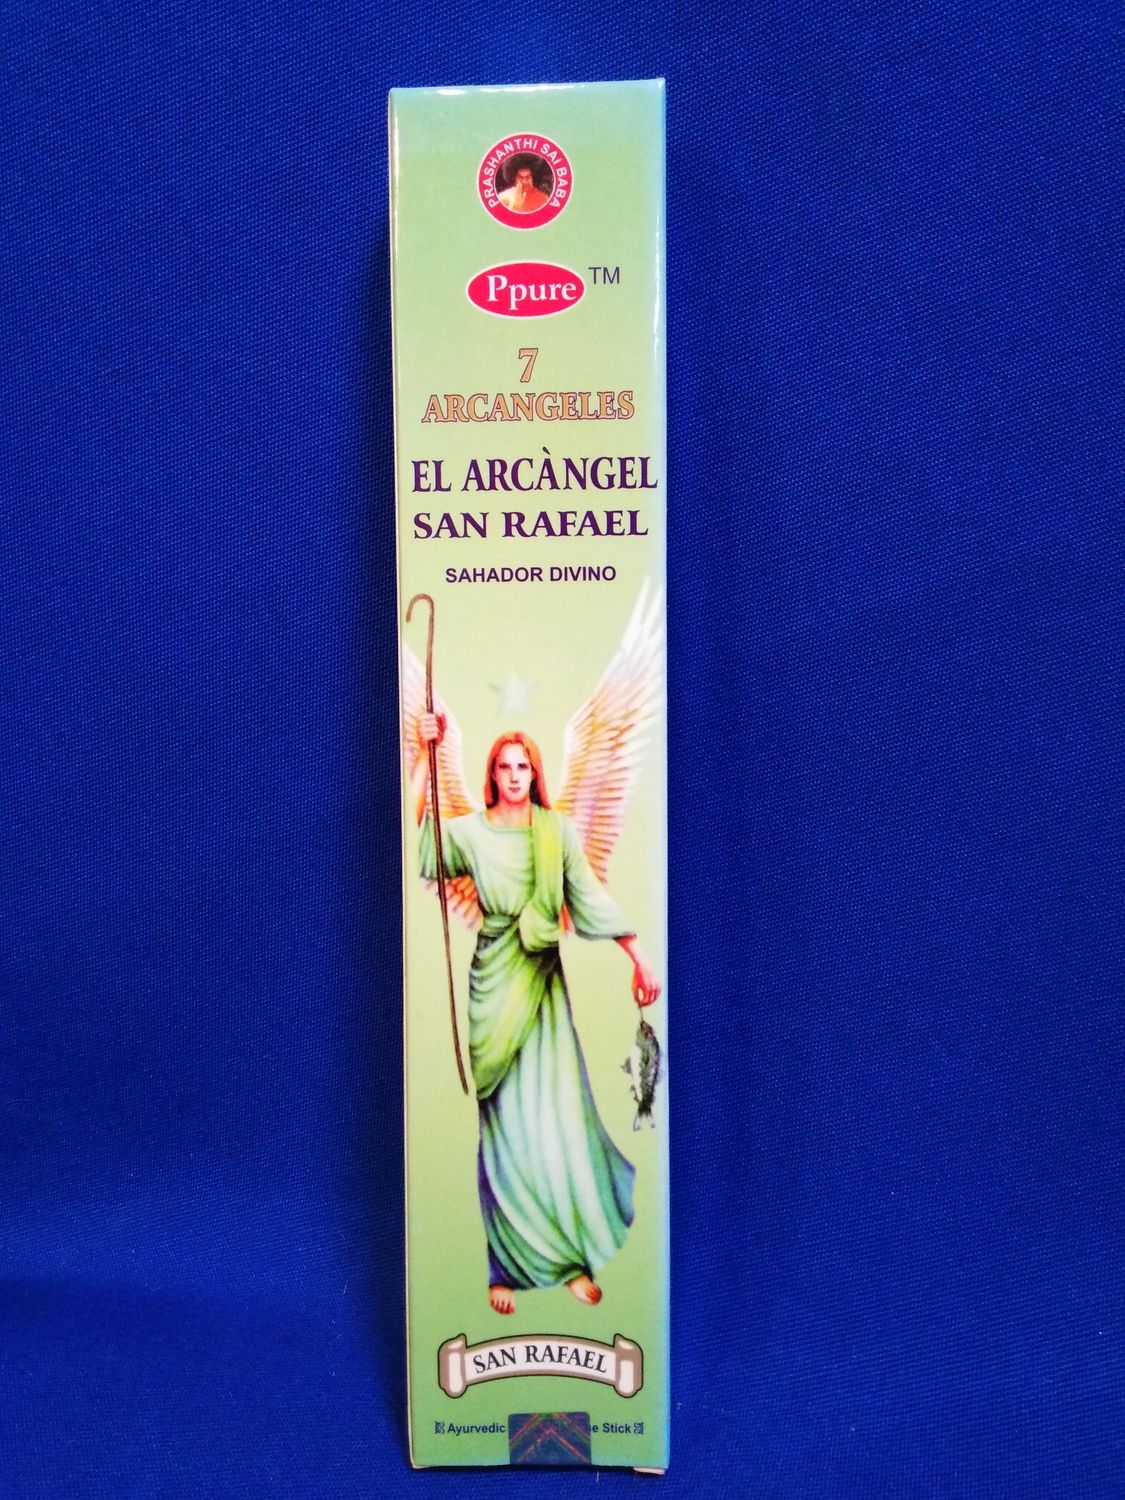 PRASHANTHI SAI BABA
Ppure TM
7
ARCANGELES
EL ARCÀNGEL
SAN RAFAEL
SAHADOR DIVINO
SAN RAFAEL
Ayurvedic Stick